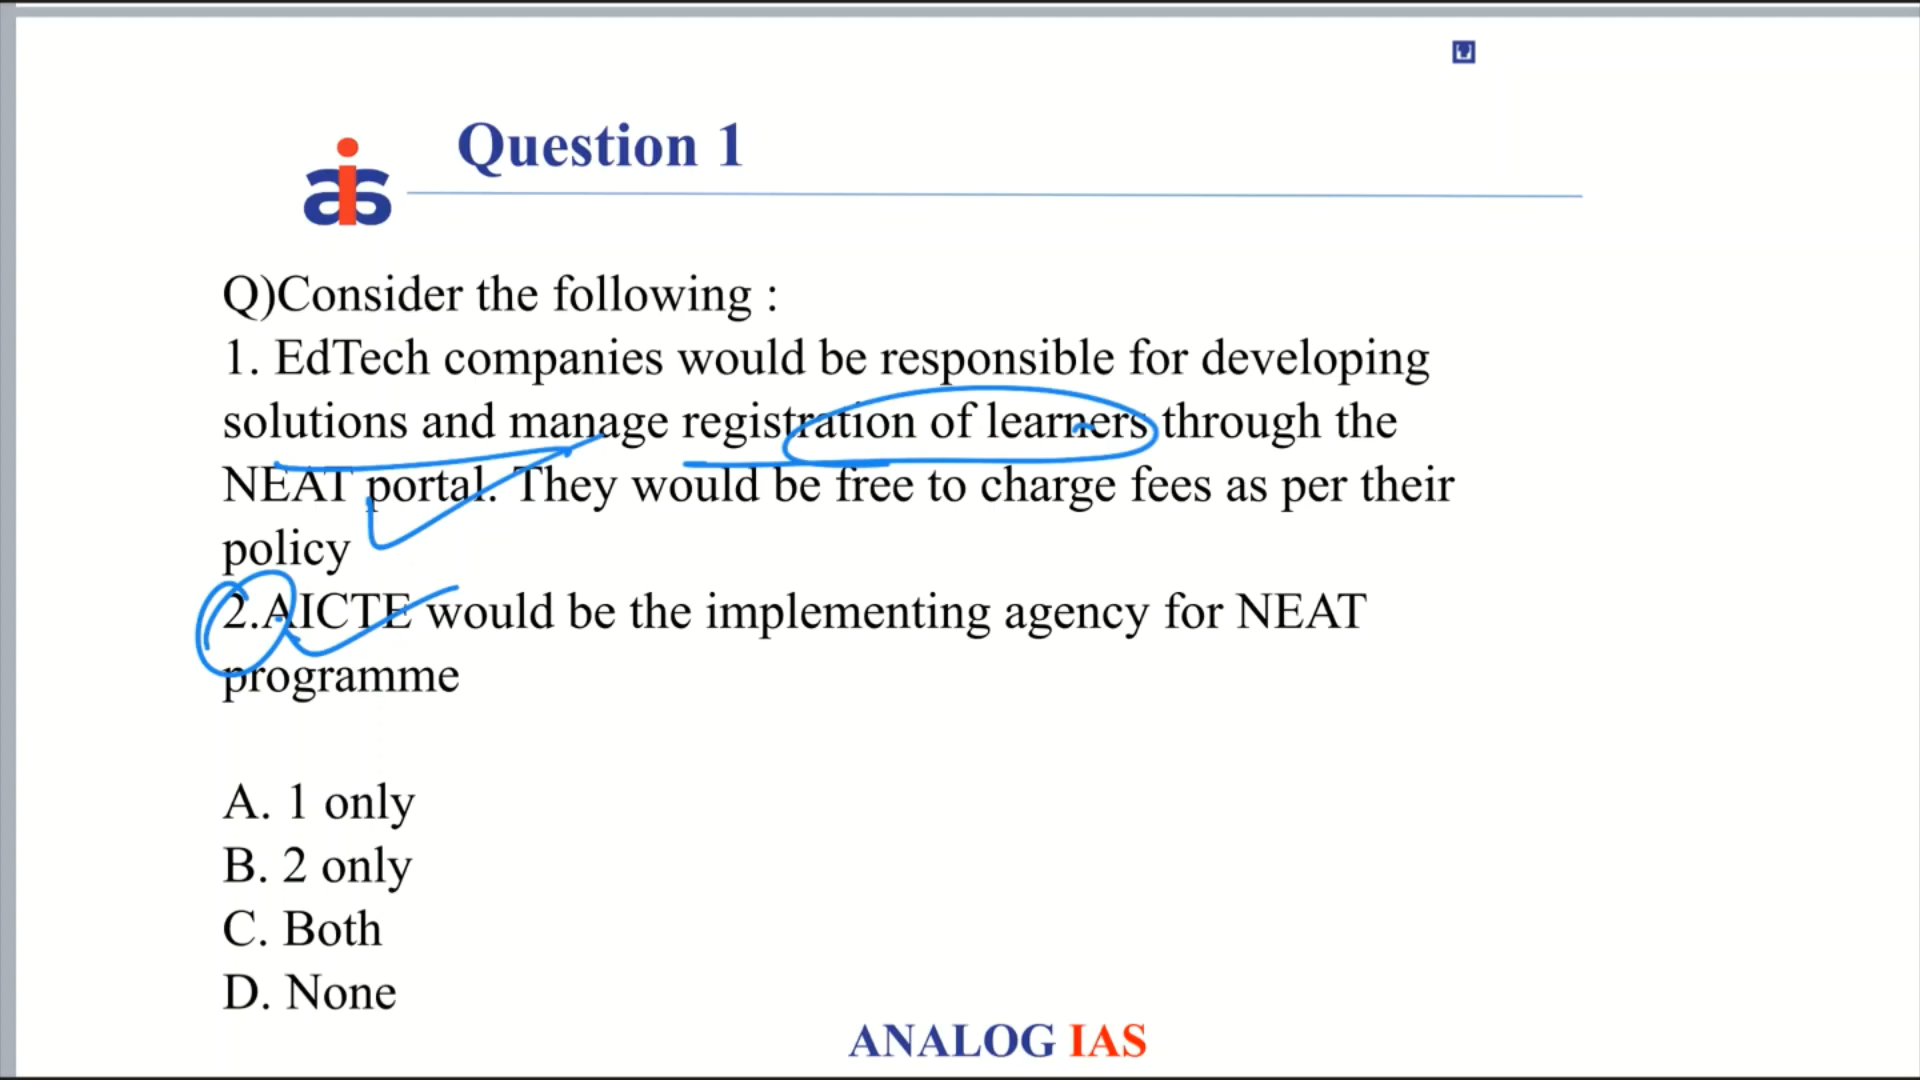 Question 1
Q)Consider the following :
1. EdTech companies would be responsible for developing
solutions and manage registration of learners through the
NEAT portal. They would be free to charge fees as per their
policy
2.AICTE would be the implementing agency for NEAT
programme
A. 1 only
B. 2 only
C. Both
D. None
ANALOG IAS